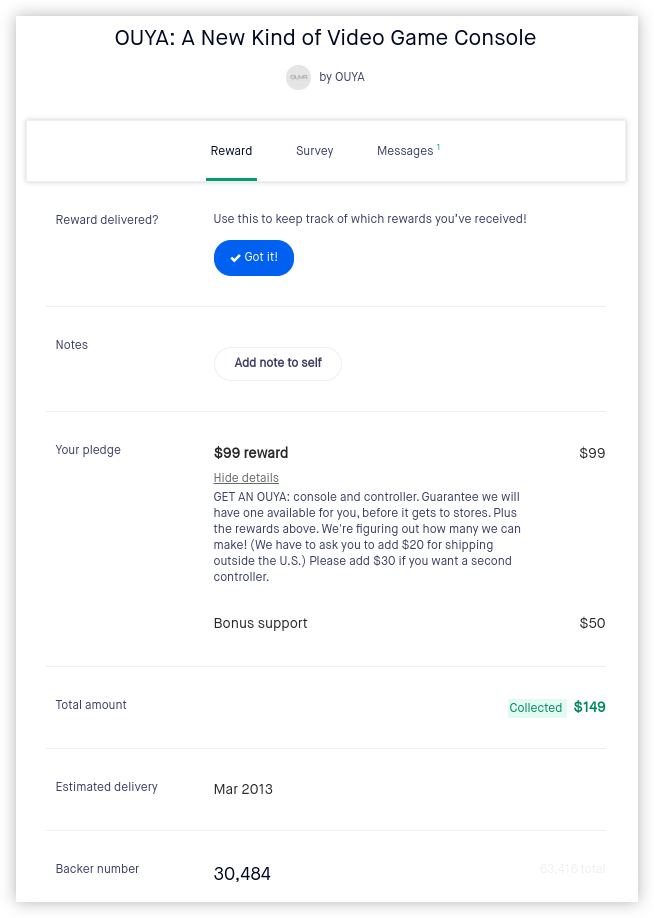 OUYA: A New Kind of Video Game Console
OUYA by OUYA
Reward Survey Messages 1
Reward delivered? Use this to keep track of which rewards you've received!
Got it!
Notes
Add note to self
Your pledge $99 reward $99
Hide details
GET AN OUYA: console and controller. Guarantee we will
have one available for you, before it gets to stores. Plus
the rewards above. We're figuring out how many we can
make! (We have to ask you to add $20 for shipping
outside the U.S.) Please add $30 if you want a second
controller.
Bonus support $50
Total amount Collected $149
Estimated delivery Mar 2013
Backer number 30,484 63,416 total